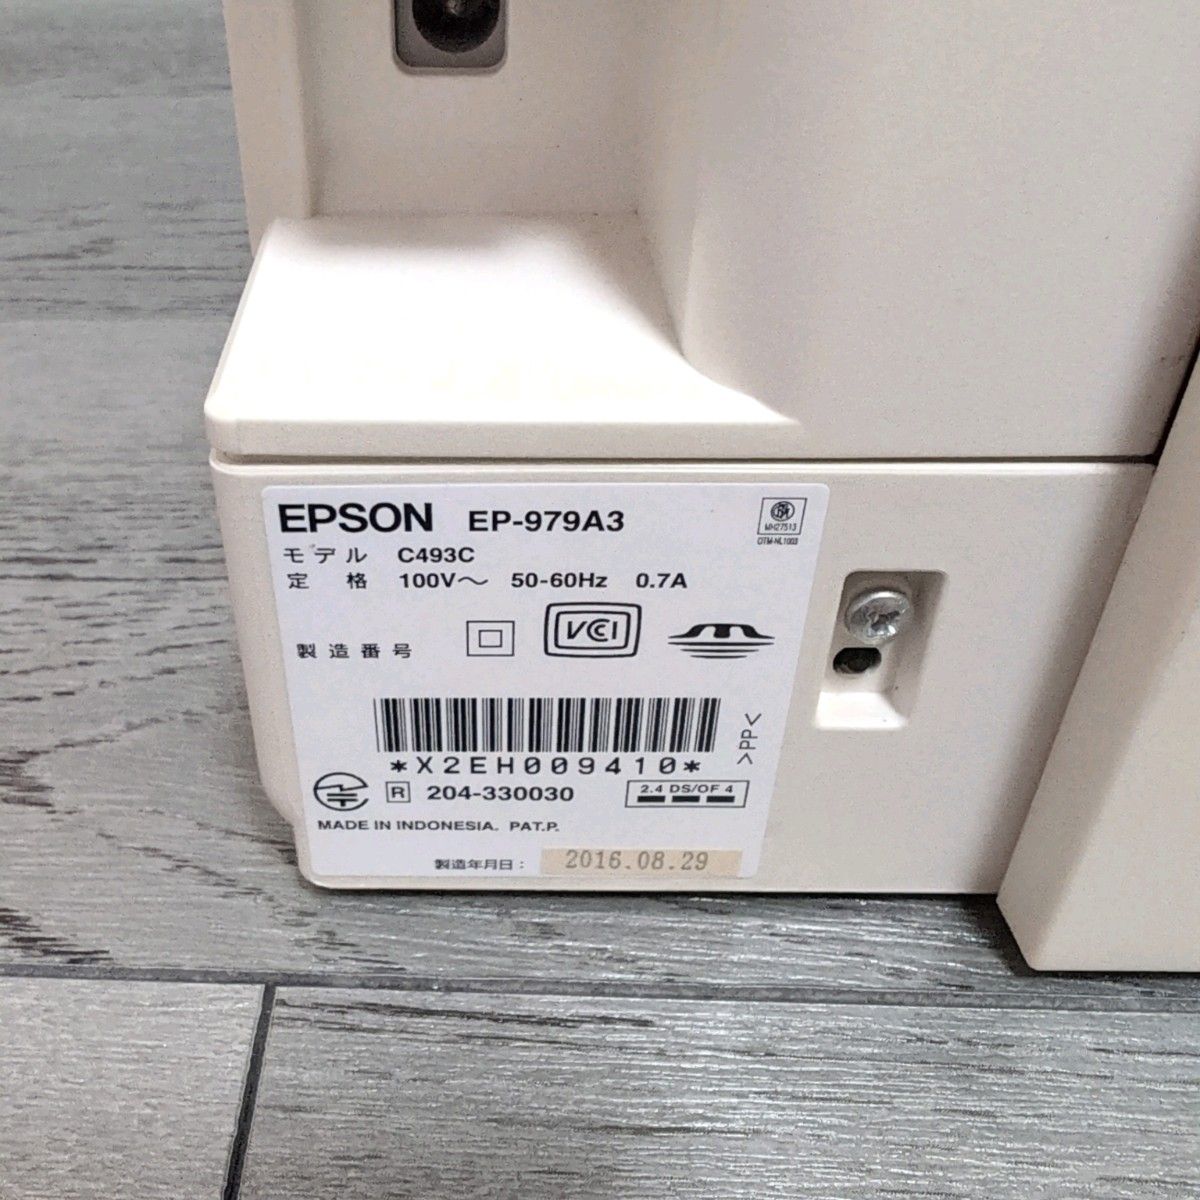 EPSON EP-979A3
MH27513
DTM-NL1003
モデル C493C
定 格 100V〜 50-60Hz 0.7A
製造番号
VCCI
*X2EH009410*
>PP<
R 204-330030
2.4 DS/OF 4
MADE IN INDONESIA. PAT.P.
製造年月日: 2016.08.29